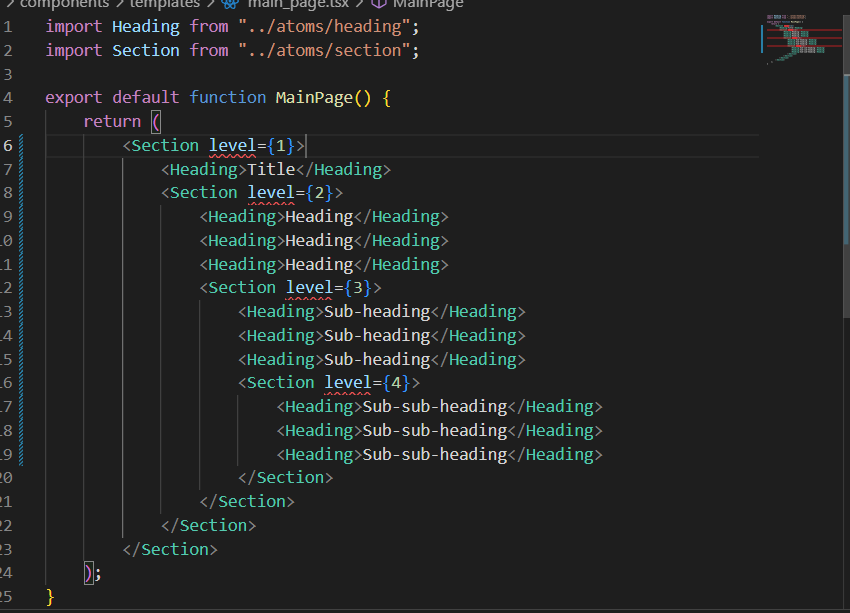 components > templates > main_page.tsx > MainPage
1 import Heading from "../atoms/heading";
2 import Section from "../atoms/section";
3
4 export default function MainPage() {
5     return (
6         <Section level={1}>
7             <Heading>Title</Heading>
8             <Section level={2}>
9                 <Heading>Heading</Heading>
10                 <Heading>Heading</Heading>
11                 <Heading>Heading</Heading>
12                 <Section level={3}>
13                     <Heading>Sub-heading</Heading>
14                     <Heading>Sub-heading</Heading>
15                     <Heading>Sub-heading</Heading>
16                     <Section level={4}>
17                         <Heading>Sub-sub-heading</Heading>
18                         <Heading>Sub-sub-heading</Heading>
19                         <Heading>Sub-sub-heading</Heading>
20                     </Section>
21                 </Section>
22             </Section>
23         </Section>
24     );
25 }